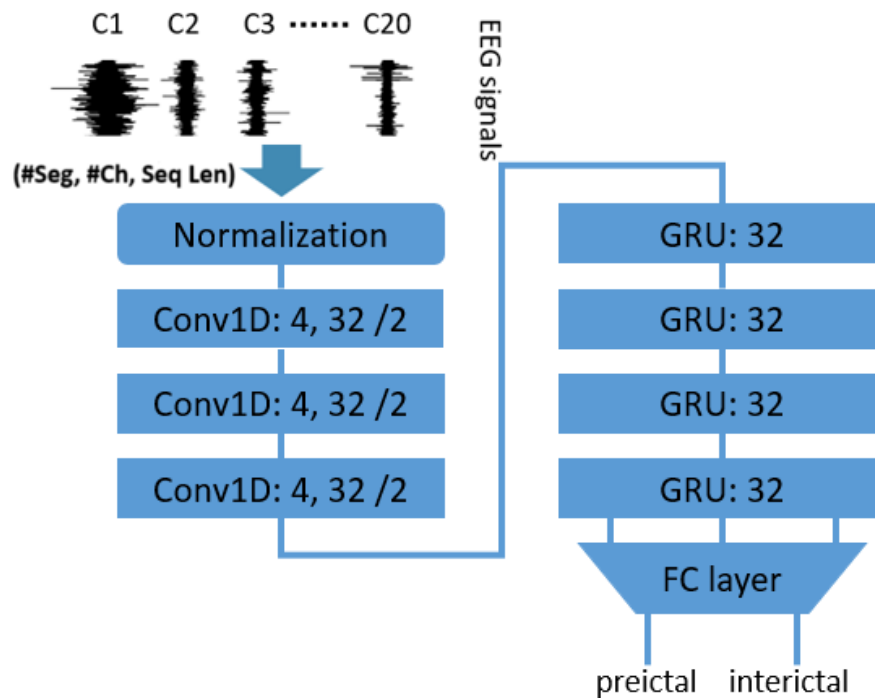 C1 C2 C3 ······ C20
EEG signals
(#Seg, #Ch, Seq Len)
Normalization
Conv1D: 4, 32 /2
Conv1D: 4, 32 /2
Conv1D: 4, 32 /2
GRU: 32
GRU: 32
GRU: 32
GRU: 32
FC layer
preictal interictal